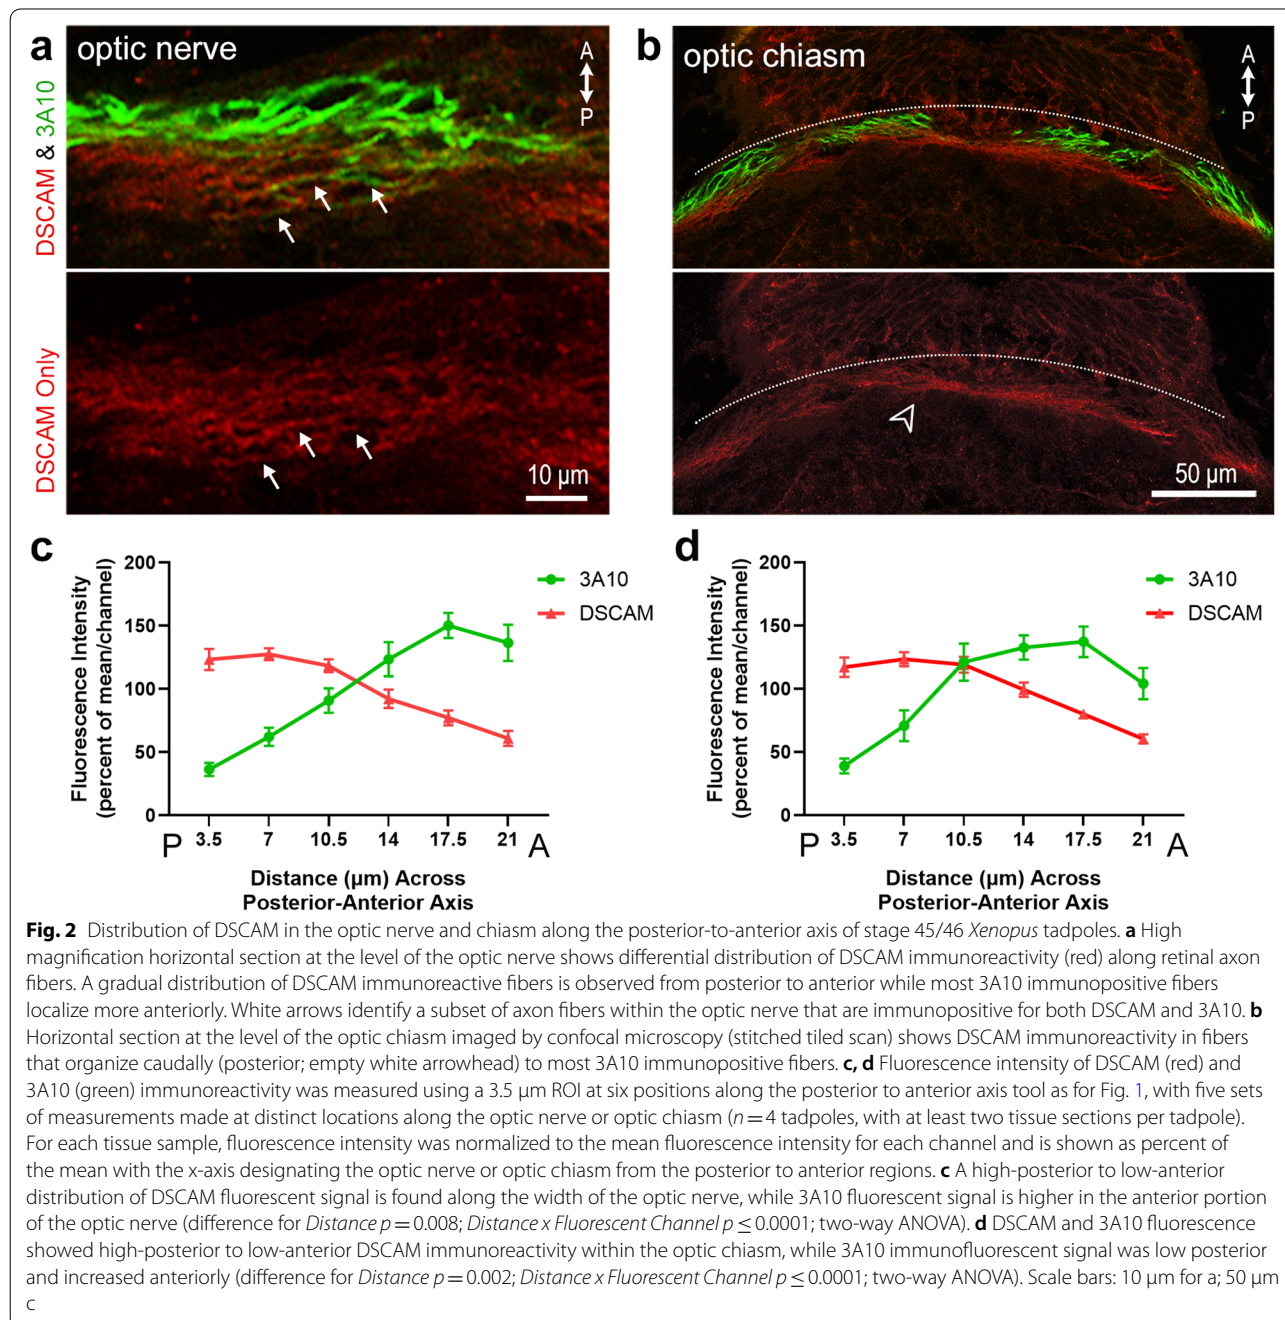 a
optic nerve
A
P
DSCAM & 3A10
DSCAM Only
10 µm
b
optic chiasm
A
P
50 µm
c
Fluorescence Intensity
(percent of mean/channel)
200
150
100
50
0
3A10
DSCAM
P
3.5
7
10.5
14
17.5
21
A
Distance (µm) Across
Posterior-Anterior Axis
d
Fluorescence Intensity
(percent of mean/channel)
200
150
100
50
0
3A10
DSCAM
P
3.5
7
10.5
14
17.5
21
A
Distance (µm) Across
Posterior-Anterior Axis
Fig. 2 Distribution of DSCAM in the optic nerve and chiasm along the posterior-to-anterior axis of stage 45/46 Xenopus tadpoles. a High
magnification horizontal section at the level of the optic nerve shows differential distribution of DSCAM immunoreactivity (red) along retinal axon
fibers. A gradual distribution of DSCAM immunoreactive fibers is observed from posterior to anterior while most 3A10 immunopositive fibers
localize more anteriorly. White arrows identify a subset of axon fibers within the optic nerve that are immunopositive for both DSCAM and 3A10. b
Horizontal section at the level of the optic chiasm imaged by confocal microscopy (stitched tiled scan) shows DSCAM immunoreactivity in fibers
that organize caudally (posterior; empty white arrowhead) to most 3A10 immunopositive fibers. c, d Fluorescence intensity of DSCAM (red) and
3A10 (green) immunoreactivity was measured using a 3.5 µm ROI at six positions along the posterior to anterior axis tool as for Fig. 1, with five sets
of measurements made at distinct locations along the optic nerve or optic chiasm (n = 4 tadpoles, with at least two tissue sections per tadpole).
For each tissue sample, fluorescence intensity was normalized to the mean fluorescence intensity for each channel and is shown as percent of
the mean with the x-axis designating the optic nerve or optic chiasm from the posterior to anterior regions. c A high-posterior to low-anterior
distribution of DSCAM fluorescent signal is found along the width of the optic nerve, while 3A10 fluorescent signal is higher in the anterior portion
of the optic nerve (difference for Distance p = 0.008; Distance x Fluorescent Channel p ≤ 0.0001; two-way ANOVA). d DSCAM and 3A10 fluorescence
showed high-posterior to low-anterior DSCAM immunoreactivity within the optic chiasm, while 3A10 immunofluorescent signal was low posterior
and increased anteriorly (difference for Distance p = 0.002; Distance x Fluorescent Channel p ≤ 0.0001; two-way ANOVA). Scale bars: 10 µm for a; 50 µm
c